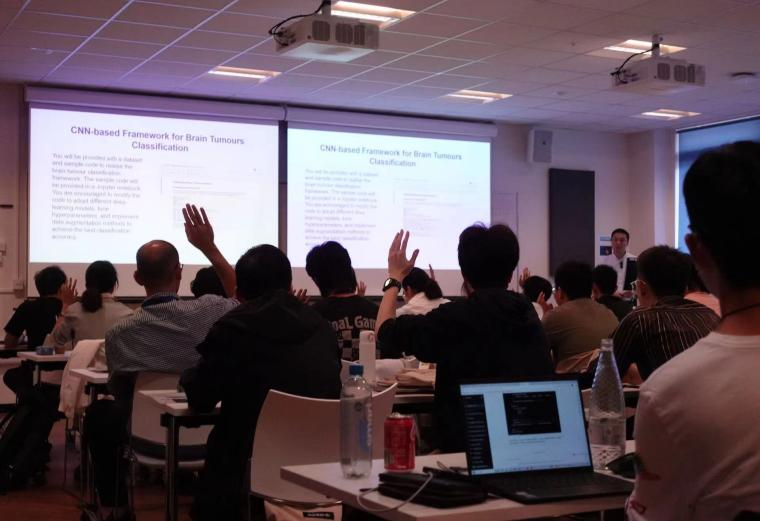 CNN-based Framework for Brain Tumours
Classification
You will be provided with a dataset
and sample code to realise the
brain tumour classification
framework. The sample code will
be provided in a Jupyter notebook.
You are encouraged to modify the
code to adopt different deep
learning models, tune
hyperparameters, and implement
data augmentation methods to
achieve the best classification
accuracy.
CNN-based Framework for Brain Tumours
Classification
You will be provided with a dataset
and sample code to realise the
brain tumour classification
framework. The sample code will
be provided in a Jupyter notebook.
You are encouraged to modify the
code to adopt different deep
learning models, tune
hyperparameters, and implement
data augmentation methods to
achieve the best classification
accuracy.